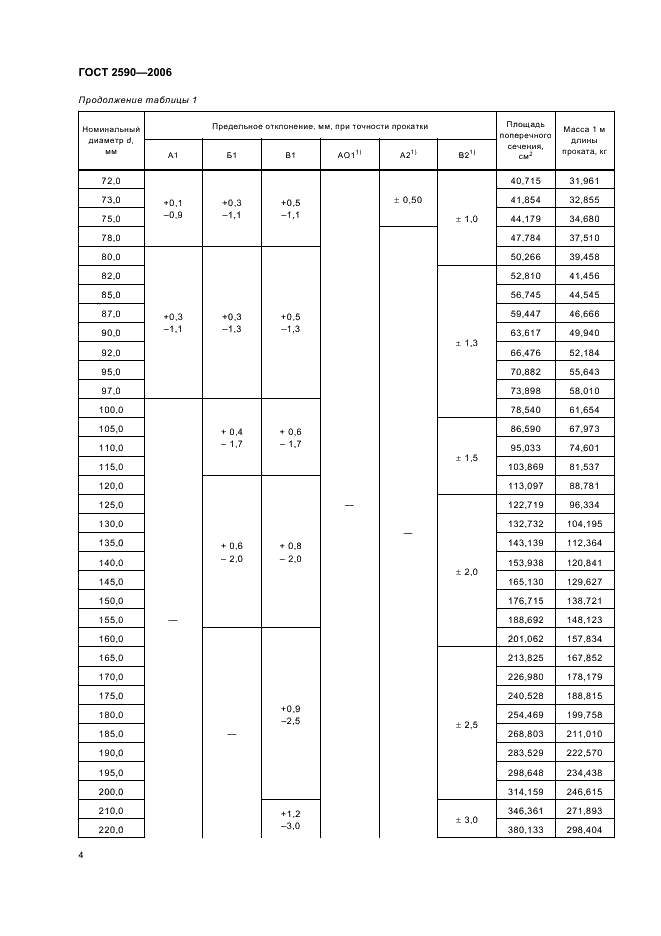 ГОСТ 2590—2006
Продолжение таблицы 1
Номинальный диаметр d, мм
Предельное отклонение, мм, при точности прокатки
Площадь поперечного сечения, см2
Масса 1 м длины проката, кг
А1 Б1 В1 АО11) А21) В21)
72,0 +0,1 –0,9 +0,3 –1,1 +0,5 –1,1 — ± 0,50 ± 1,0 40,715 31,961
73,0 41,854 32,855
75,0 44,179 34,680
78,0 — 47,784 37,510
80,0 +0,3 –1,1 +0,3 –1,3 +0,5 –1,3 50,266 39,458
82,0 ± 1,3 52,810 41,456
85,0 56,745 44,545
87,0 59,447 46,666
90,0 63,617 49,940
92,0 66,476 52,184
95,0 70,882 55,643
97,0 73,898 58,010
100,0 — + 0,4 – 1,7 + 0,6 – 1,7 78,540 61,654
105,0 ± 1,5 86,590 67,973
110,0 95,033 74,601
115,0 103,869 81,537
120,0 + 0,6 – 2,0 + 0,8 – 2,0 113,097 88,781
125,0 ± 2,0 122,719 96,334
130,0 132,732 104,195
135,0 143,139 112,364
140,0 153,938 120,841
145,0 165,130 129,627
150,0 176,715 138,721
155,0 188,692 148,123
160,0 — +0,9 –2,5 201,062 157,834
165,0 ± 2,5 213,825 167,852
170,0 226,980 178,179
175,0 240,528 188,815
180,0 254,469 199,758
185,0 268,803 211,010
190,0 283,529 222,570
195,0 298,648 234,438
200,0 314,159 246,615
210,0 +1,2 –3,0 ± 3,0 346,361 271,893
220,0 380,133 298,404
4